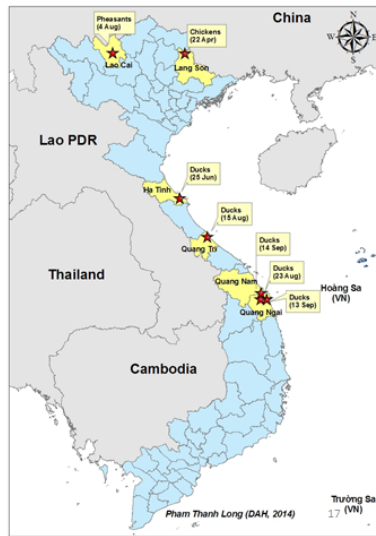 China
Pheasants
(4 Aug)
Chickens
(22 Apr)
N
W
E
S
Lao Cai
Lang Son
Lao PDR
Ducks
(25 Jun)
Ha Tinh
Ducks
(15 Aug)
Quang Tri
Ducks
(14 Sep)
Thailand
Quang Nam
Ducks
(23 Aug)
Hoàng Sa
(VN)
Ducks
(13 Sep)
Quang Ngai
Cambodia
Trường Sa
(VN)
Pham Thanh Long (DAH, 2014)
17